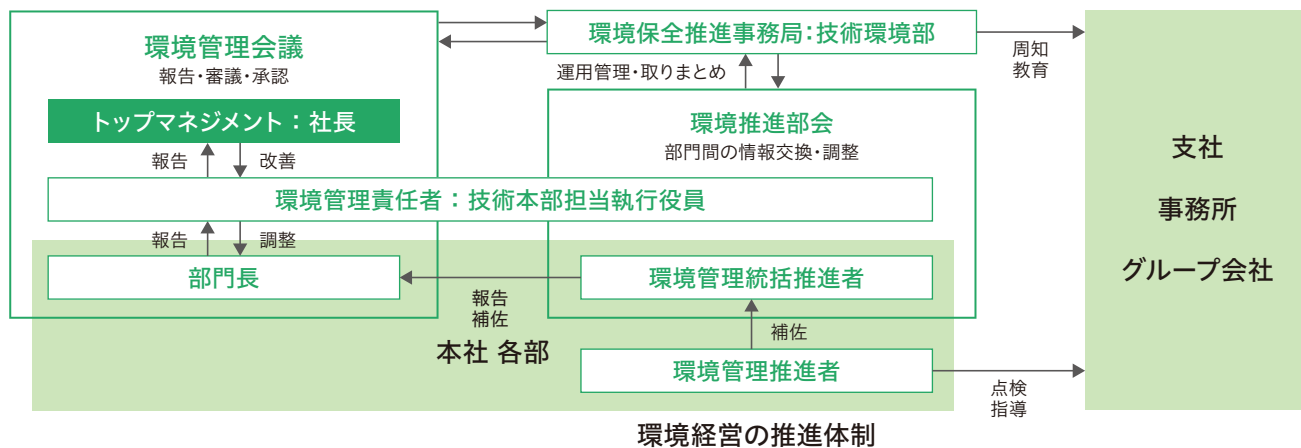 環境管理会議
報告・審議・承認
トップマネジメント：社長
報告
改善
環境管理責任者：技術本部担当執行役員
報告
調整
部門長
環境保全推進事務局：技術環境部
運用管理・取りまとめ
環境推進部会
部門間の情報交換・調整
環境管理統括推進者
報告
補佐
補佐
本社 各部
環境管理推進者
周知
教育
点検
指導
支社
事務所
グループ会社
環境経営の推進体制